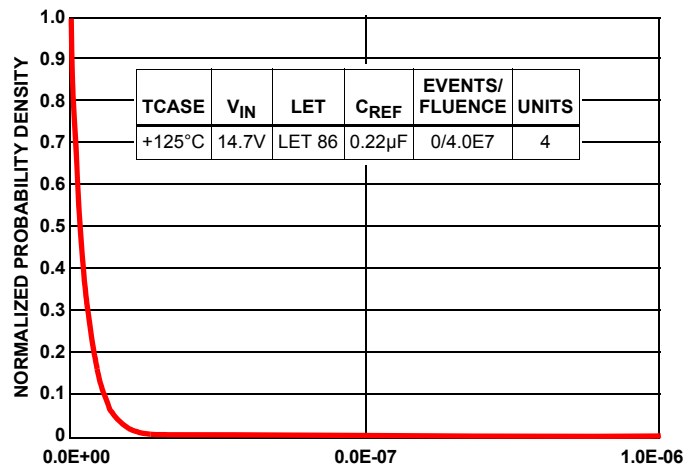 1.0
0.9
0.8
0.7
0.6
0.5
0.4
0.3
0.2
0.1
0
NORMALIZED PROBABILITY DENSITY
TCASE VIN LET CREF EVENTS/ FLUENCE UNITS
+125°C 14.7V LET 86 0.22µF 0/4.0E7 4
0.0E+00 0.0E-07 1.0E-06